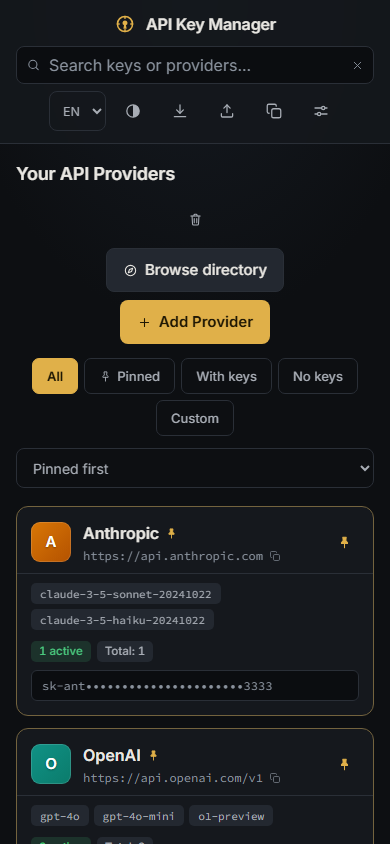 API Key Manager
Search keys or providers...
EN
Your API Providers
Browse directory
Add Provider
All
Pinned
With keys
No keys
Custom
Pinned first
A
Anthropic
https://api.anthropic.com
claude-3-5-sonnet-20241022
claude-3-5-haiku-20241022
1 active
Total: 1
sk-ant••••••••••••••••••••••3333
O
OpenAI
https://api.openai.com/v1
gpt-4o
gpt-4o-mini
o1-preview